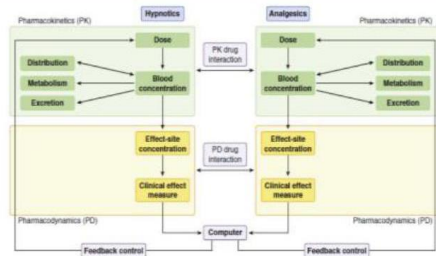 Hypnotics
Analgesics
Pharmacokinetics (PK)
Pharmacokinetics (PK)
Dose
Dose
PK drug
interaction
Distribution
Metabolism
Excretion
Blood
concentration
Blood
concentration
Distribution
Metabolism
Excretion
Effect-site
concentration
PD drug
interaction
Effect-site
concentration
Clinical effect
measure
Clinical effect
measure
Pharmacodynamics (PD)
Pharmacodynamics (PD)
Computer
Feedback control
Feedback control